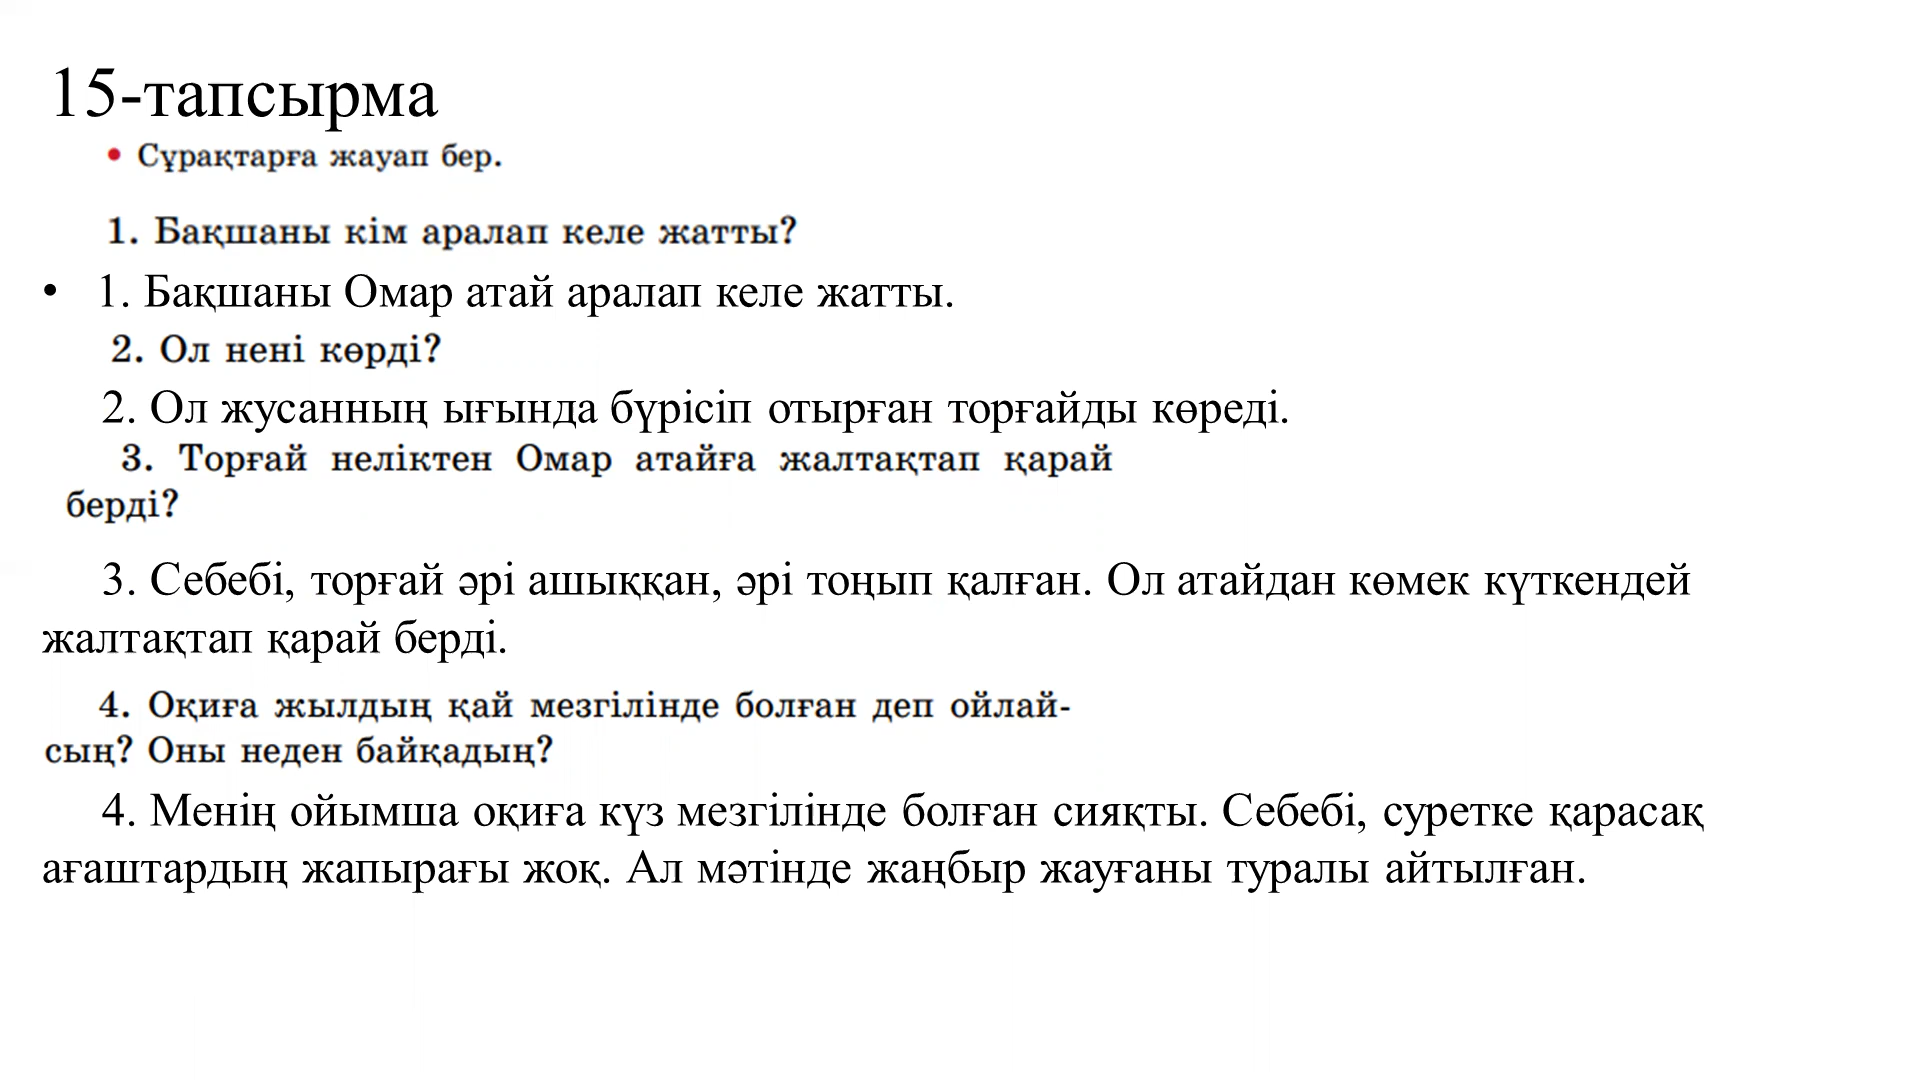 15-тапсырма
• Сұрақтарға жауап бер.
1. Бақшаны кім аралап келе жатты?
• 1. Бақшаны Омар атай аралап келе жатты.
2. Ол нені көрді?
2. Ол жусанның ығында бүрісіп отырған торғайды көреді.
3. Торғай неліктен Омар атайға жалтақтап қарай
берді?
3. Себебі, торғай әрі ашыққан, әрі тоңып қалған. Ол атайдан көмек күткендей
жалтақтап қарай берді.
4. Оқиға жылдың қай мезгілінде болған деп ойлай-
сың? Оны неден байқадың?
4. Менің ойымша оқиға күз мезгілінде болған сияқты. Себебі, суретке қарасақ
ағаштардың жапырағы жоқ. Ал мәтінде жаңбыр жауғаны туралы айтылған.